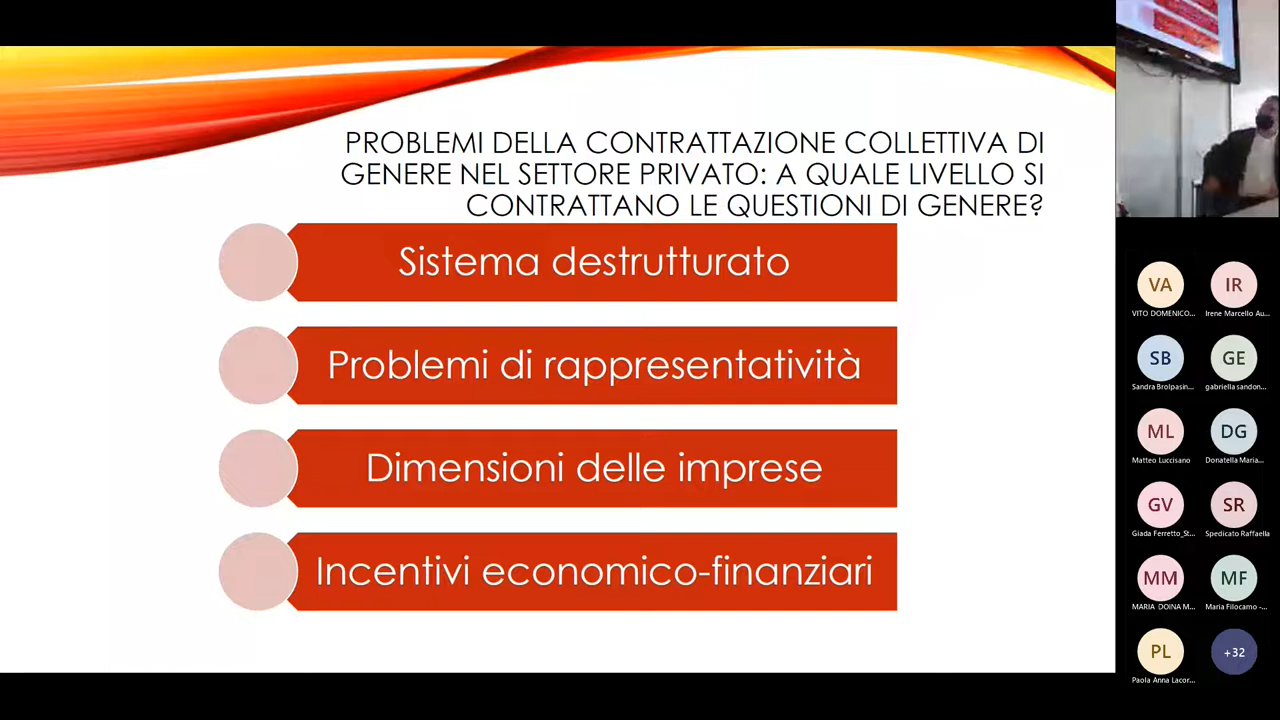 PROBLEMI DELLA CONTRATTAZIONE COLLETTIVA DI
GENERE NEL SETTORE PRIVATO: A QUALE LIVELLO SI
CONTRATTANO LE QUESTIONI DI GENERE?
Sistema destrutturato
Problemi di rappresentatività
Dimensioni delle imprese
Incentivi economico-finanziari
VA
IR
VITO DOMENICO...
Irene Marcello Au...
SB
GE
Sandra Brolpasin...
gabriella sandon...
ML
DG
Matteo Luccisano
Donatella Maria...
GV
SR
Giada Ferretto_St...
Spedicato Raffaella
MM
MF
MARIA DOINA M...
Maria Filocamo -...
PL
+32
Paola Anna Lacor...